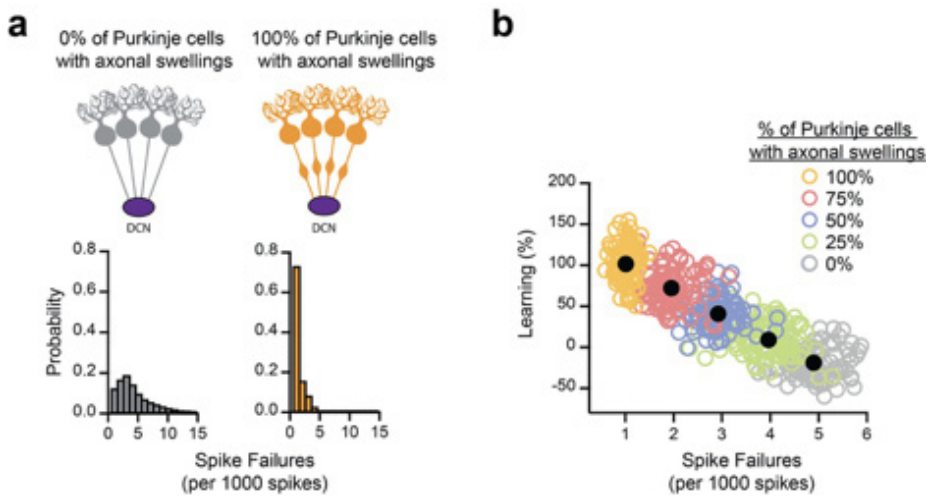 a
0% of Purkinje cells
with axonal swellings
100% of Purkinje cells
with axonal swellings
DCN
DCN
Probability
0.8
0.6
0.4
0.2
0.0
0 5 10 15
0.8
0.6
0.4
0.2
0.0
0 5 10 15
Spike Failures
(per 1000 spikes)
b
% of Purkinje cells
with axonal swellings
100%
75%
50%
25%
0%
Learning (%)
200
150
100
50
0
-50
1 2 3 4 5 6
Spike Failures
(per 1000 spikes)